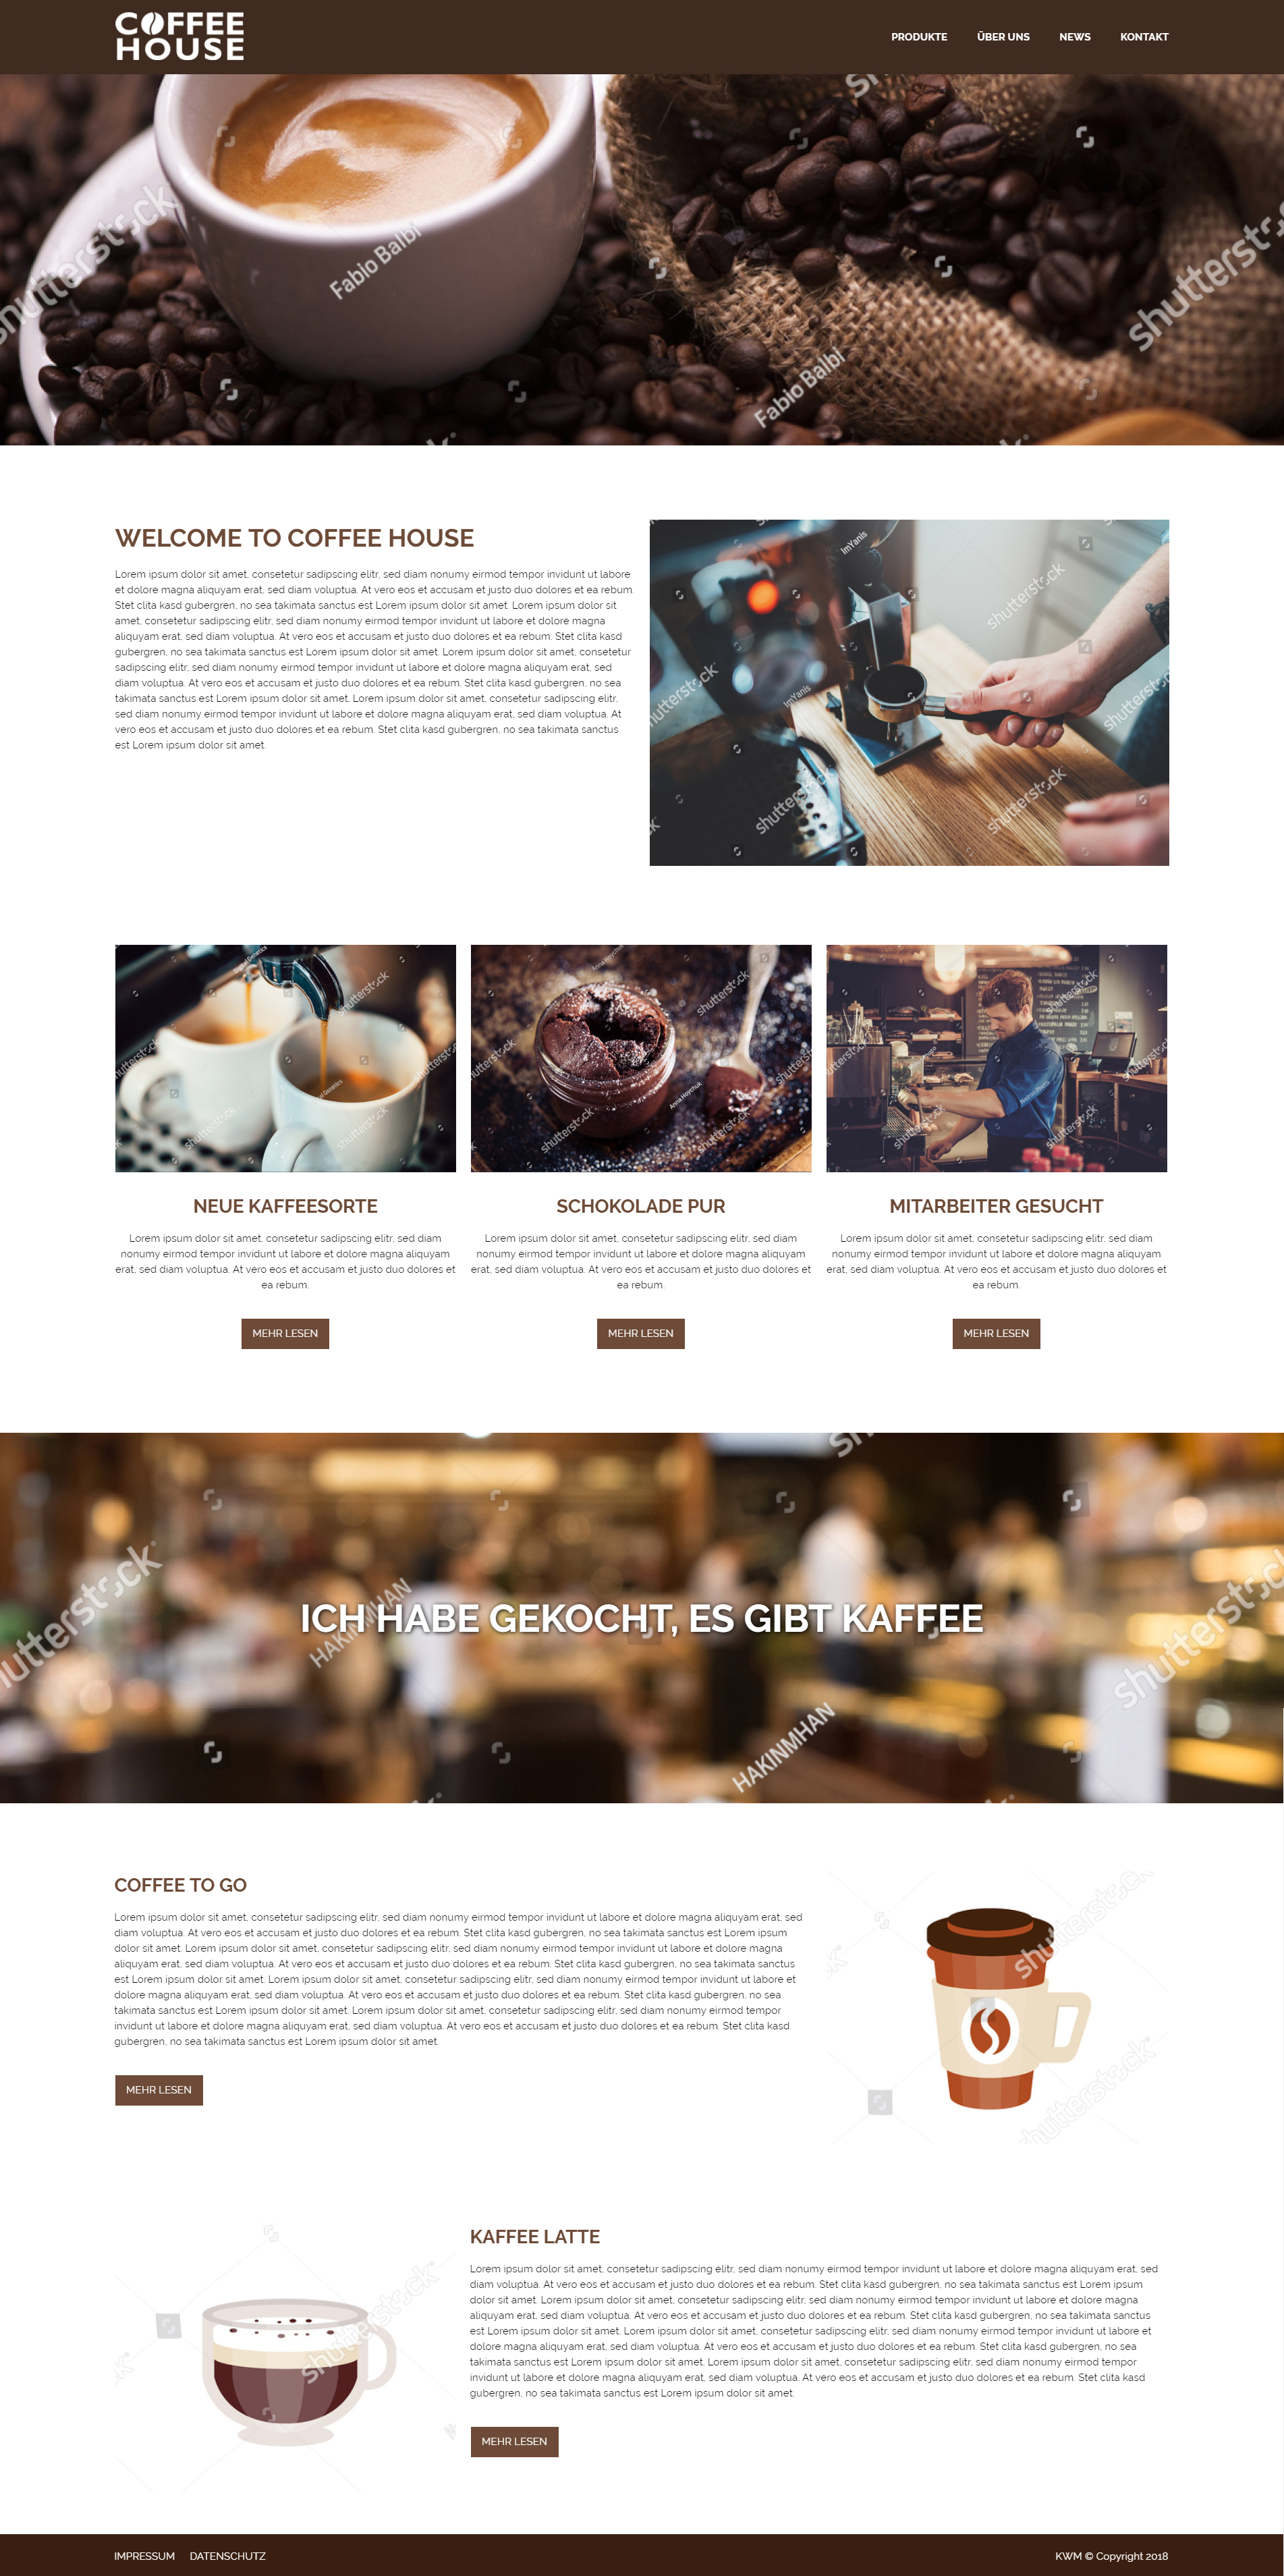 COFFEE
HOUSE
PRODUKTE ÜBER UNS NEWS KONTAKT
shutterstock
Fabio Balbi
shutterstock
Fabio Balbi
WELCOME TO COFFEE HOUSE
Lorem ipsum dolor sit amet, consetetur sadipscing elitr, sed diam nonumy eirmod tempor invidunt ut labore
et dolore magna aliquyam erat, sed diam voluptua. At vero eos et accusam et justo duo dolores et ea rebum.
Stet clita kasd gubergren, no sea takimata sanctus est Lorem ipsum dolor sit amet. Lorem ipsum dolor sit
amet, consetetur sadipscing elitr, sed diam nonumy eirmod tempor invidunt ut labore et dolore magna
aliquyam erat, sed diam voluptua. At vero eos et accusam et justo duo dolores et ea rebum. Stet clita kasd
gubergren, no sea takimata sanctus est Lorem ipsum dolor sit amet. Lorem ipsum dolor sit amet, consetetur
sadipscing elitr, sed diam nonumy eirmod tempor invidunt ut labore et dolore magna aliquyam erat, sed
diam voluptua. At vero eos et accusam et justo duo dolores et ea rebum. Stet clita kasd gubergren, no sea
takimata sanctus est Lorem ipsum dolor sit amet. Lorem ipsum dolor sit amet, consetetur sadipscing elitr,
sed diam nonumy eirmod tempor invidunt ut labore et dolore magna aliquyam erat, sed diam voluptua. At
vero eos et accusam et justo duo dolores et ea rebum. Stet clita kasd gubergren, no sea takimata sanctus
est Lorem ipsum dolor sit amet.
ImYanis
shutterstock
shutterstock
ImYanis
shutterstock
shutterstock
shutterstock
NEUE KAFFEESORTE
Lorem ipsum dolor sit amet, consetetur sadipscing elitr, sed diam
nonumy eirmod tempor invidunt ut labore et dolore magna aliquyam
erat, sed diam voluptua. At vero eos et accusam et justo duo dolores et
ea rebum.
MEHR LESEN
SCHOKOLADE PUR
Lorem ipsum dolor sit amet, consetetur sadipscing elitr, sed diam
nonumy eirmod tempor invidunt ut labore et dolore magna aliquyam
erat, sed diam voluptua. At vero eos et accusam et justo duo dolores et
ea rebum.
MEHR LESEN
MITARBEITER GESUCHT
Lorem ipsum dolor sit amet, consetetur sadipscing elitr, sed diam
nonumy eirmod tempor invidunt ut labore et dolore magna aliquyam
erat, sed diam voluptua. At vero eos et accusam et justo duo dolores et
ea rebum.
MEHR LESEN
shutterstock
HAKINMHAN
ICH HABE GEKOCHT, ES GIBT KAFFEE
shutterstock
HAKINMHAN
COFFEE TO GO
Lorem ipsum dolor sit amet, consetetur sadipscing elitr, sed diam nonumy eirmod tempor invidunt ut labore et dolore magna aliquyam erat, sed
diam voluptua. At vero eos et accusam et justo duo dolores et ea rebum. Stet clita kasd gubergren, no sea takimata sanctus est Lorem ipsum
dolor sit amet. Lorem ipsum dolor sit amet, consetetur sadipscing elitr, sed diam nonumy eirmod tempor invidunt ut labore et dolore magna
aliquyam erat, sed diam voluptua. At vero eos et accusam et justo duo dolores et ea rebum. Stet clita kasd gubergren, no sea takimata sanctus
est Lorem ipsum dolor sit amet. Lorem ipsum dolor sit amet, consetetur sadipscing elitr, sed diam nonumy eirmod tempor invidunt ut labore et
dolore magna aliquyam erat, sed diam voluptua. At vero eos et accusam et justo duo dolores et ea rebum. Stet clita kasd gubergren, no sea
takimata sanctus est Lorem ipsum dolor sit amet. Lorem ipsum dolor sit amet, consetetur sadipscing elitr, sed diam nonumy eirmod tempor
invidunt ut labore et dolore magna aliquyam erat, sed diam voluptua. At vero eos et accusam et justo duo dolores et ea rebum. Stet clita kasd
gubergren, no sea takimata sanctus est Lorem ipsum dolor sit amet.
MEHR LESEN
shutterstock
shutterstock
shutterstock
KAFFEE LATTE
Lorem ipsum dolor sit amet, consetetur sadipscing elitr, sed diam nonumy eirmod tempor invidunt ut labore et dolore magna aliquyam erat, sed
diam voluptua. At vero eos et accusam et justo duo dolores et ea rebum. Stet clita kasd gubergren, no sea takimata sanctus est Lorem ipsum
dolor sit amet. Lorem ipsum dolor sit amet, consetetur sadipscing elitr, sed diam nonumy eirmod tempor invidunt ut labore et dolore magna
aliquyam erat, sed diam voluptua. At vero eos et accusam et justo duo dolores et ea rebum. Stet clita kasd gubergren, no sea takimata sanctus
est Lorem ipsum dolor sit amet. Lorem ipsum dolor sit amet, consetetur sadipscing elitr, sed diam nonumy eirmod tempor invidunt ut labore et
dolore magna aliquyam erat, sed diam voluptua. At vero eos et accusam et justo duo dolores et ea rebum. Stet clita kasd gubergren, no sea
takimata sanctus est Lorem ipsum dolor sit amet. Lorem ipsum dolor sit amet, consetetur sadipscing elitr, sed diam nonumy eirmod tempor
invidunt ut labore et dolore magna aliquyam erat, sed diam voluptua. At vero eos et accusam et justo duo dolores et ea rebum. Stet clita kasd
gubergren, no sea takimata sanctus est Lorem ipsum dolor sit amet.
MEHR LESEN
IMPRESSUM DATENSCHUTZ
KWM © Copyright 2018